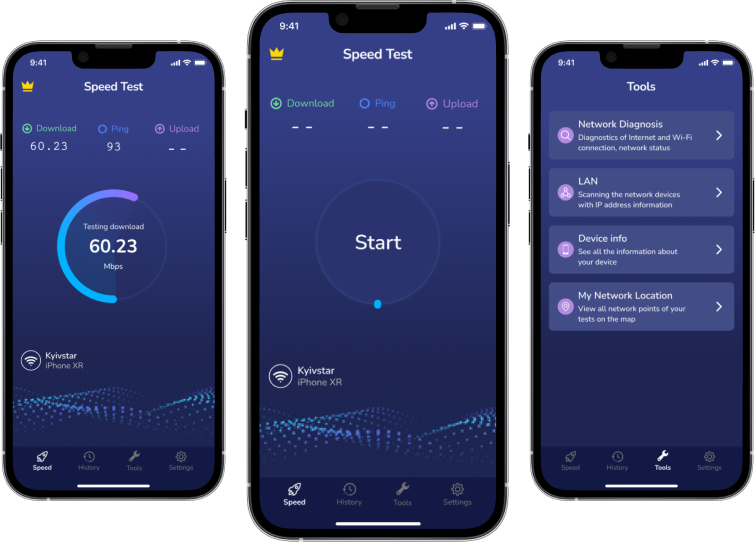 9:41
Speed Test
Download Ping Upload
60.23 93 --
Testing download
60.23
Mbps
Kyivstar
iPhone XR
Speed History Tools Settings
9:41
Speed Test
Download Ping Upload
-- -- --
Start
Kyivstar
iPhone XR
Speed History Tools Settings
9:41
Tools
Network Diagnosis
Diagnostics of Internet and Wi-Fi
connection, network status
LAN
Scanning the network devices
with IP address information
Device info
See all the information about
your device
My Network Location
View all network points of your
tests on the map
Speed History Tools Settings